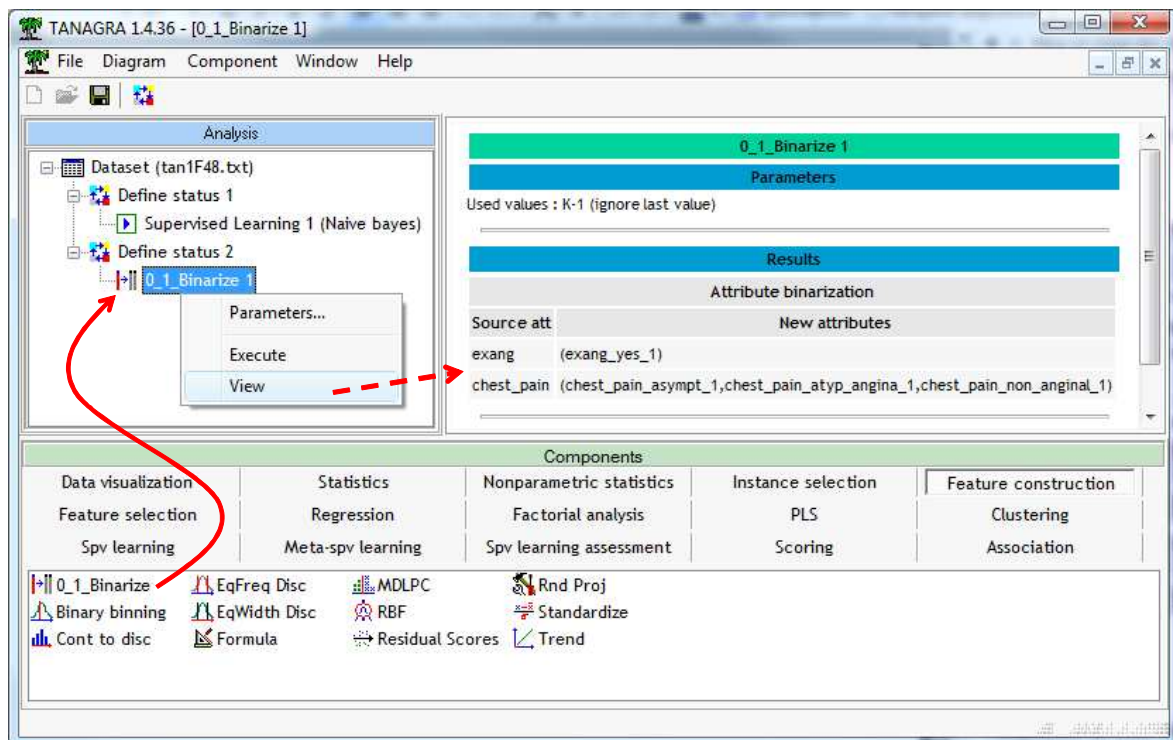 TANAGRA 1.4.36 - [0_1_Binarize 1]
File Diagram Component Window Help
Analysis
Dataset (tan1F48.txt)
Define status 1
Supervised Learning 1 (Naive bayes)
Define status 2
0_1_Binarize 1
Parameters...
Execute
View
0_1_Binarize 1
Parameters
Used values : K-1 (ignore last value)
Results
Attribute binarization
Source att New attributes
exang (exang_yes_1)
chest_pain (chest_pain_asympt_1,chest_pain_atyp_angina_1,chest_pain_non_anginal_1)
Components
Data visualization Statistics Nonparametric statistics Instance selection Feature construction
Feature selection Regression Factorial analysis PLS Clustering
Spv learning Meta-spv learning Spv learning assessment Scoring Association
0_1_Binarize EqFreq Disc MDLPC Rnd Proj
Binary binning EqWidth Disc RBF Standardize
Cont to disc Formula Residual Scores Trend